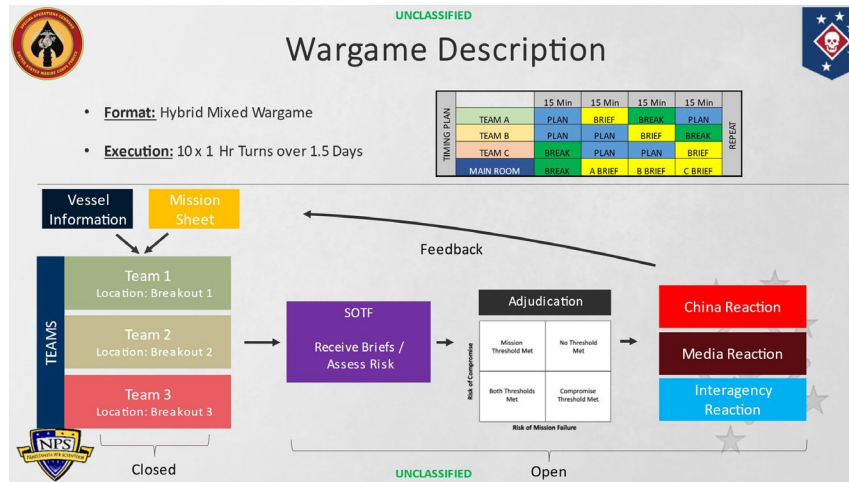 UNCLASSIFIED
Wargame Description
• Format: Hybrid Mixed Wargame
• Execution: 10 x 1 Hr Turns over 1.5 Days
TIMING PLAN
15 Min 15 Min 15 Min 15 Min
TEAM A PLAN BRIEF BREAK PLAN
TEAM B PLAN PLAN BRIEF BREAK
TEAM C BREAK PLAN PLAN BRIEF
MAIN ROOM BREAK A BRIEF B BRIEF C BRIEF
REPEAT
Vessel
Information
Mission
Sheet
Feedback
TEAMS
Team 1
Location: Breakout 1
Team 2
Location: Breakout 2
Team 3
Location: Breakout 3
SOTF
Receive Briefs /
Assess Risk
Adjudication
Risk of Compromise
Mission
Threshold Met
No Threshold
Met
Both Thresholds
Met
Compromise
Threshold Met
Risk of Mission Failure
China Reaction
Media Reaction
Interagency
Reaction
NPS
Closed
Open
UNCLASSIFIED